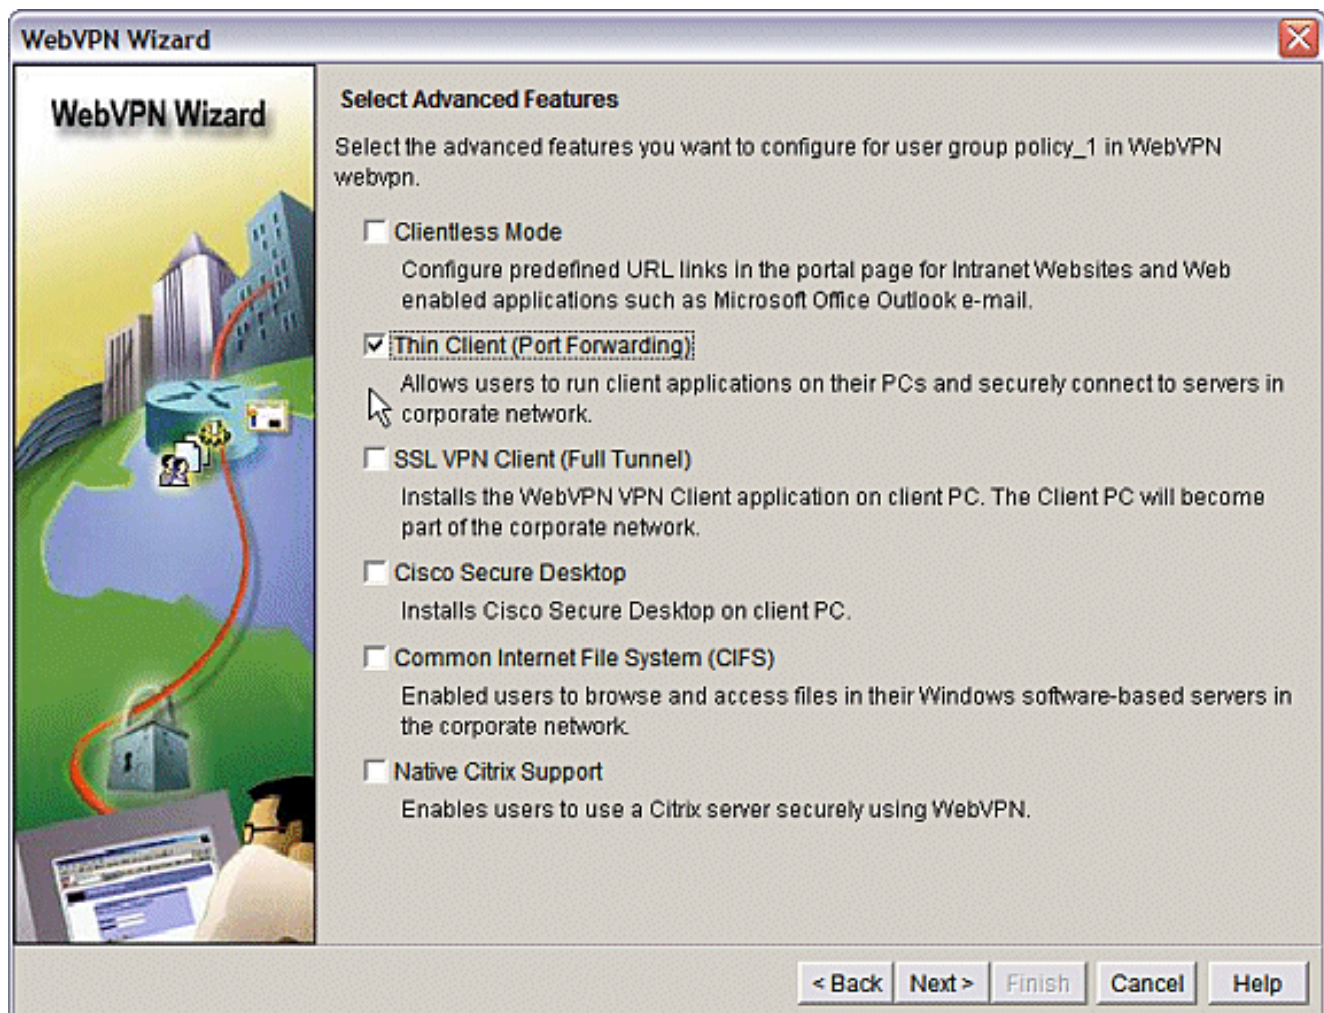 WebVPN Wizard
WebVPN Wizard
Select Advanced Features
Select the advanced features you want to configure for user group policy_1 in WebVPN
webvpn.
Clientless Mode
Configure predefined URL links in the portal page for Intranet Websites and Web
enabled applications such as Microsoft Office Outlook e-mail.
Thin Client (Port Forwarding)
Allows users to run client applications on their PCs and securely connect to servers in
corporate network.
SSL VPN Client (Full Tunnel)
Installs the WebVPN VPN Client application on client PC. The Client PC will become
part of the corporate network.
Cisco Secure Desktop
Installs Cisco Secure Desktop on client PC.
Common Internet File System (CIFS)
Enabled users to browse and access files in their Windows software-based servers in
the corporate network.
Native Citrix Support
Enables users to use a Citrix server securely using WebVPN.
< Back Next > Finish Cancel Help